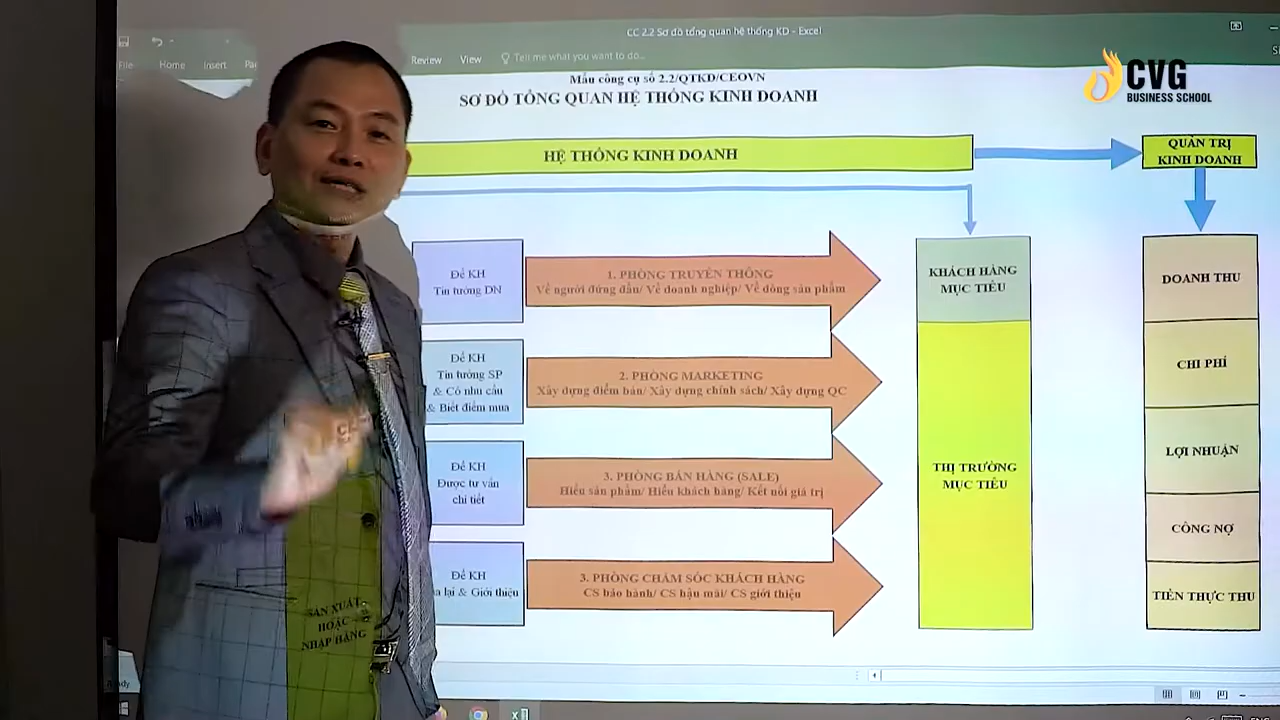 CC 2.2 Sơ đồ tổng quan hệ thống KD - Excel
File Home Insert Review View Tell me what you want to do...
CVG
BUSINESS SCHOOL
Mẫu công cụ số 2.2/QTKD/CEOVN
SƠ ĐỒ TỔNG QUAN HỆ THỐNG KINH DOANH
HỆ THỐNG KINH DOANH
QUẢN TRỊ
KINH DOANH
Để KH
Tin tưởng DN
1. PHÒNG TRUYỀN THÔNG
Về người đứng đầu/ Về doanh nghiệp/ Về dòng sản phẩm
KHÁCH HÀNG
MỤC TIÊU
DOANH THU
Để KH
Tin tưởng SP
& Có nhu cầu
& Biết điểm mua
2. PHÒNG MARKETING
Xây dựng điểm bán/ Xây dựng chính sách/ Xây dựng QC
CHI PHÍ
Để KH
Được tư vấn
chi tiết
3. PHÒNG BÁN HÀNG (SALE)
Hiểu sản phẩm/ Hiểu khách hàng/ Kết nối giá trị
THỊ TRƯỜNG
MỤC TIÊU
LỢI NHUẬN
CÔNG NỢ
Để KH
lại & Giới thiệu
3. PHÒNG CHĂM SÓC KHÁCH HÀNG
CS bảo hành/ CS hậu mãi/ CS giới thiệu
TIỀN THỰC THU
SẢN XUẤT
HOẶC
NHẬP HÀNG